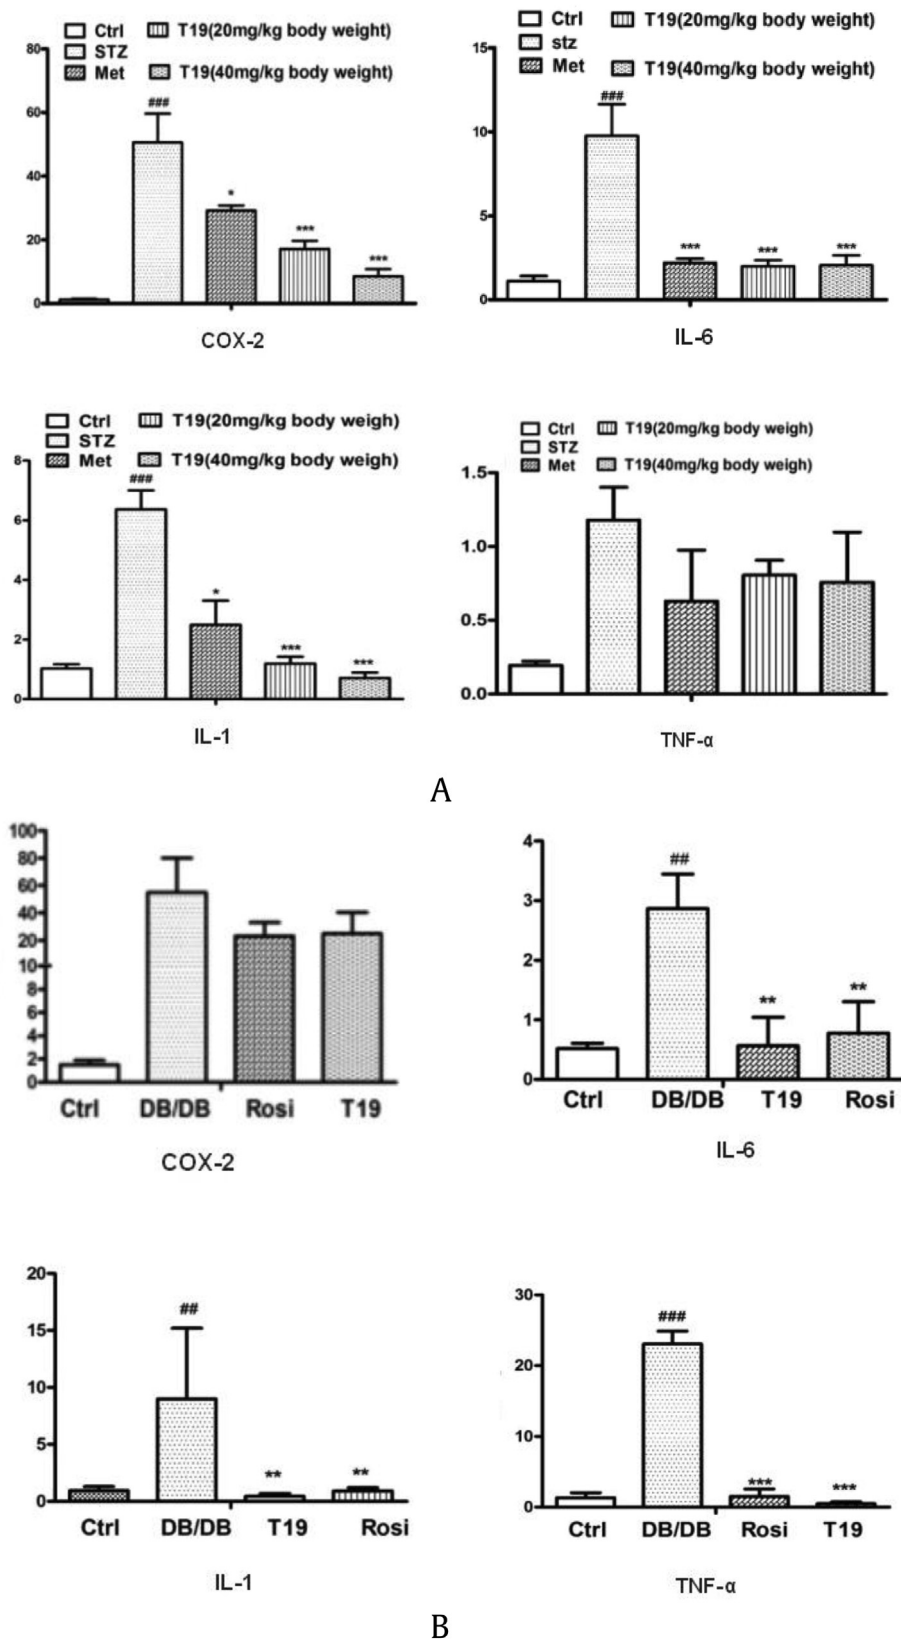 Ctrl T19(20mg/kg body weight)
STZ
Met T19(40mg/kg body weight)
80
60
40
20
0
###
*
***
***
COX-2
Ctrl T19(20mg/kg body weight)
stz
Met T19(40mg/kg body weight)
15
10
5
0
###
***
***
***
IL-6
Ctrl T19(20mg/kg body weigh)
STZ
Met T19(40mg/kg body weigh)
8
6
4
2
0
###
*
***
***
IL-1
Ctrl T19(20mg/kg body weigh)
STZ
Met T19(40mg/kg body weigh)
1.5
1.0
0.5
0.0
TNF-α
A
100
80
60
40
20
10
8
6
4
2
0
Ctrl DB/DB Rosi T19
COX-2
4
3
2
1
0
##
**
**
Ctrl DB/DB T19 Rosi
IL-6
20
15
10
5
0
##
**
**
Ctrl DB/DB T19 Rosi
IL-1
30
20
10
0
###
***
***
Ctrl DB/DB Rosi T19
TNF-α
B